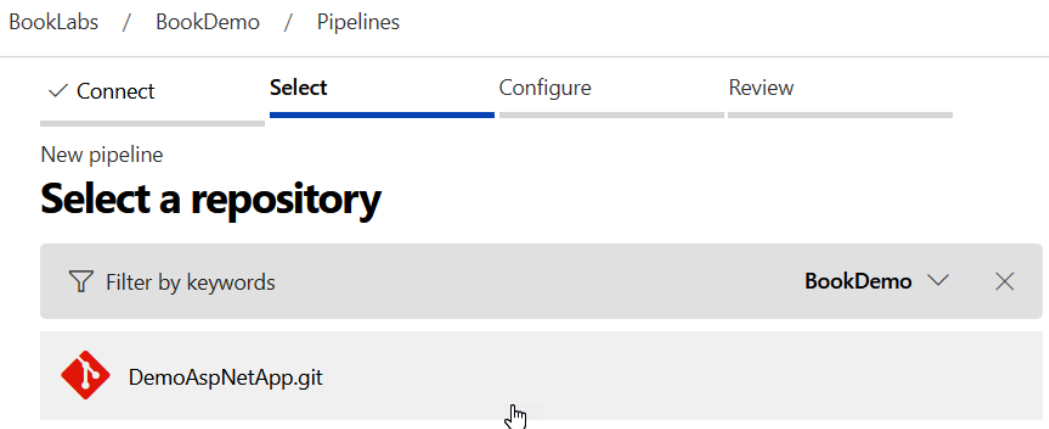 BookLabs / BookDemo / Pipelines
Connect Select Configure Review
New pipeline
Select a repository
Filter by keywords BookDemo
DemoAspNetApp.git